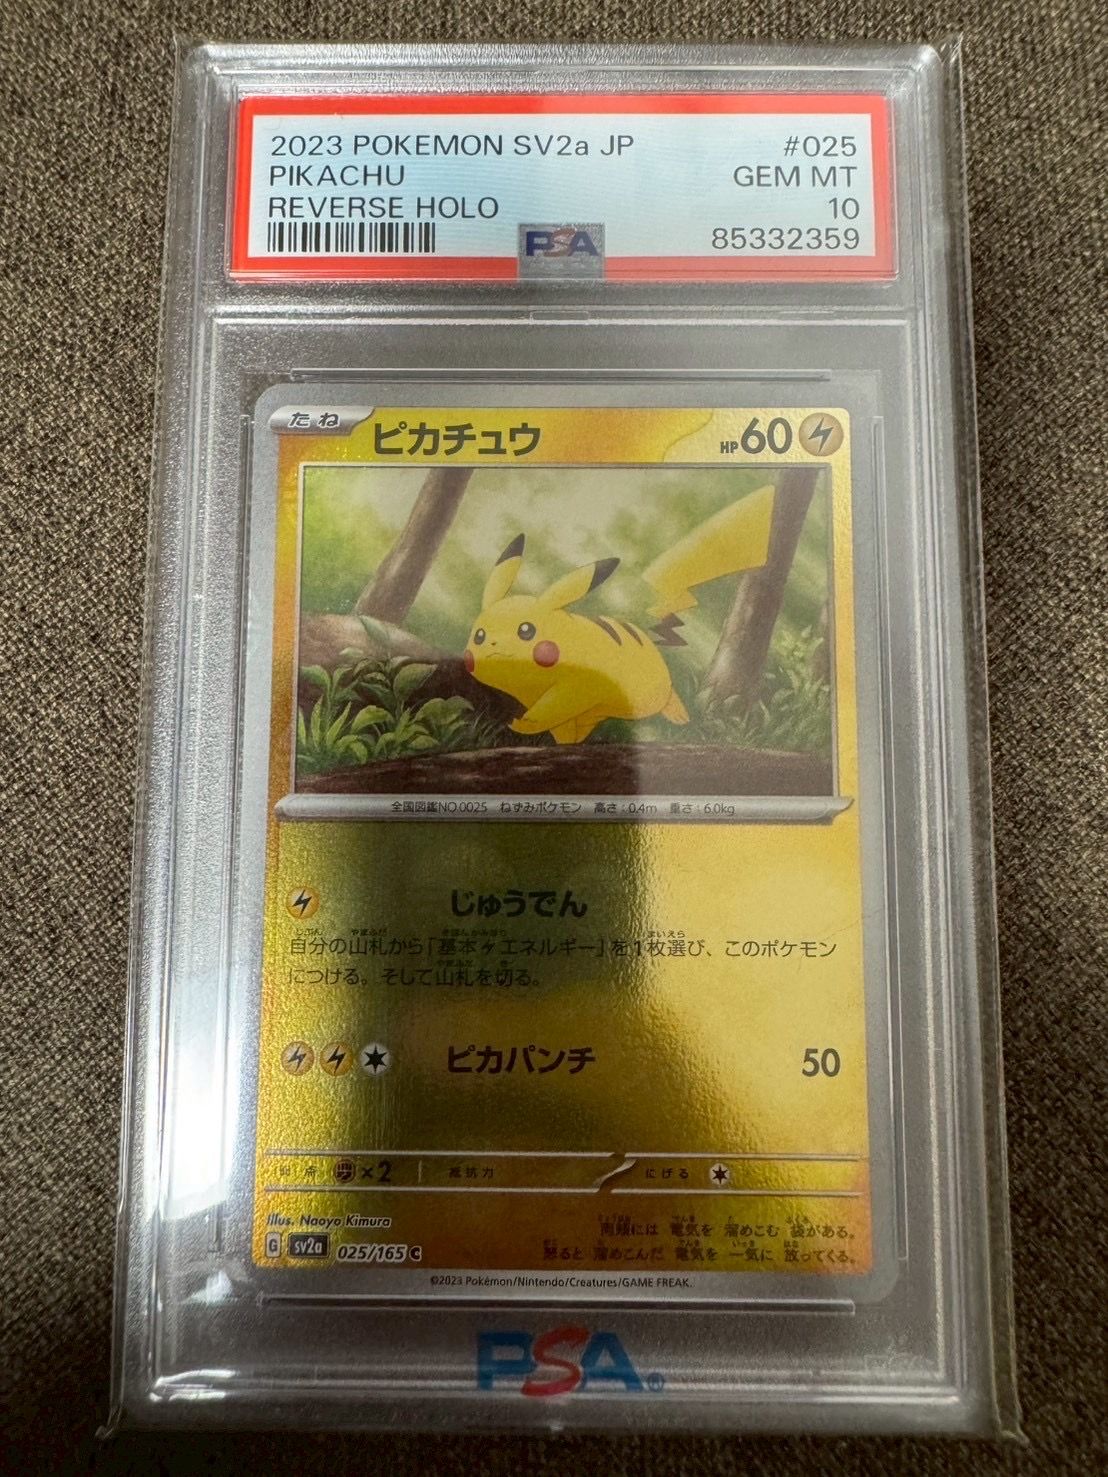 2023 POKEMON SV2a JP #025
PIKACHU GEM MT
REVERSE HOLO 10
PSA 85332359
たね ピカチュウ HP60
全国図鑑NO.0025 ねずみポケモン 高さ:0.4m 重さ:6.0kg
じゅうでん
自分の山札から「基本エネルギー」を1枚選び、このポケモン
につける。そして山札を切る。
ピカパンチ 50
弱点 ×2 抵抗力 にげる
Illus. Naoyo Kimura
両頬には 電気を 溜めこむ 袋がある。
G sv2a 025/165 C 怒ると 溜めこんだ 電気を 一気に 放ってくる。
©2023 Pokémon/Nintendo/Creatures/GAME FREAK.
PSA®